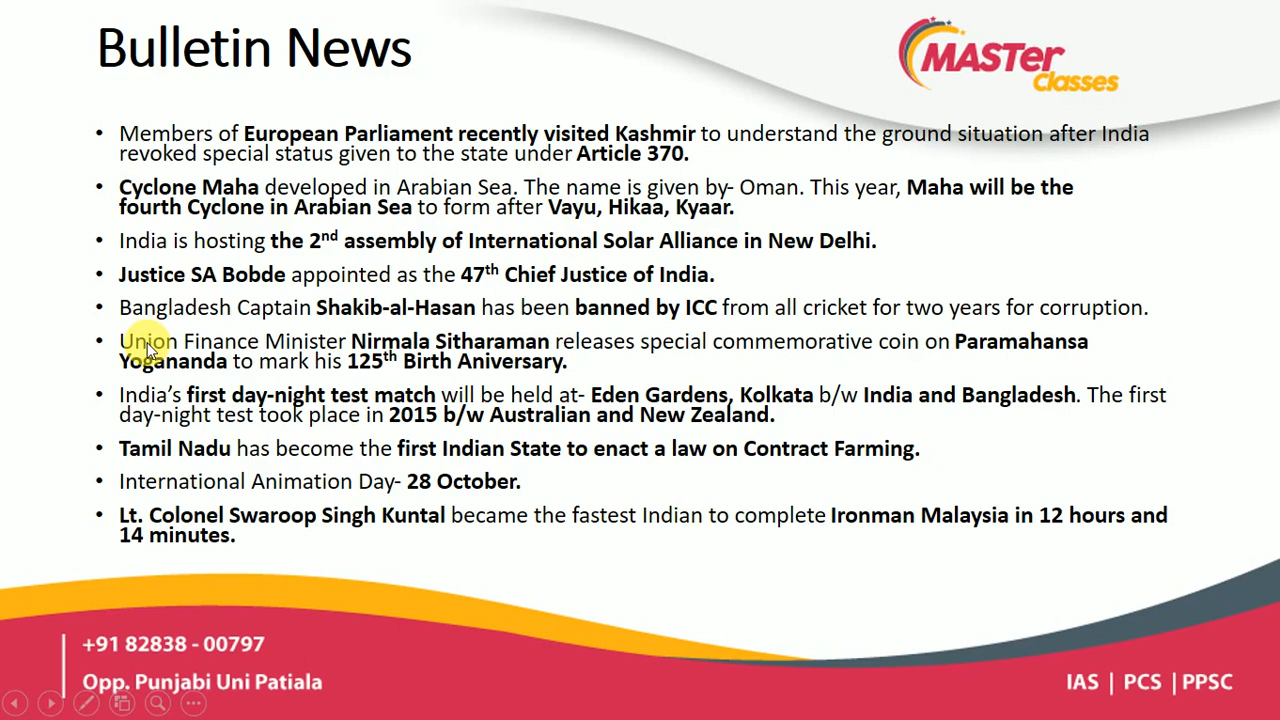 Bulletin News
MASTer
Classes
• Members of European Parliament recently visited Kashmir to understand the ground situation after India
revoked special status given to the state under Article 370.
• Cyclone Maha developed in Arabian Sea. The name is given by- Oman. This year, Maha will be the
fourth Cyclone in Arabian Sea to form after Vayu, Hikaa, Kyaar.
• India is hosting the 2nd assembly of International Solar Alliance in New Delhi.
• Justice SA Bobde appointed as the 47th Chief Justice of India.
• Bangladesh Captain Shakib-al-Hasan has been banned by ICC from all cricket for two years for corruption.
• Union Finance Minister Nirmala Sitharaman releases special commemorative coin on Paramahansa
Yogananda to mark his 125th Birth Aniversary.
• India's first day-night test match will be held at- Eden Gardens, Kolkata b/w India and Bangladesh. The first
day-night test took place in 2015 b/w Australian and New Zealand.
• Tamil Nadu has become the first Indian State to enact a law on Contract Farming.
• International Animation Day- 28 October.
• Lt. Colonel Swaroop Singh Kuntal became the fastest Indian to complete Ironman Malaysia in 12 hours and
14 minutes.
+91 82838 - 00797
Opp. Punjabi Uni Patiala
IAS | PCS | PPSC